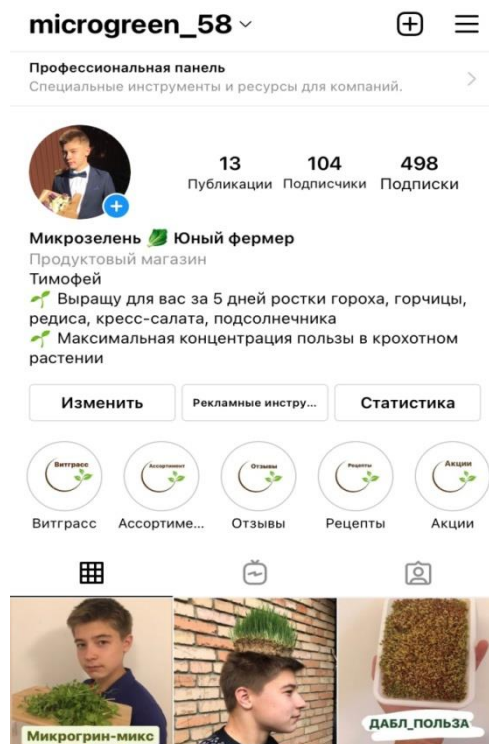 microgreen_58
Профессиональная панель
Специальные инструменты и ресурсы для компаний.
13 104 498
Публикации Подписчики Подписки
Микрозелень 🥬 Юный фермер
Продуктовый магазин
Тимофей
🌱 Выращу для вас за 5 дней ростки гороха, горчицы,
редиса, кресс-салата, подсолнечника
🌱 Максимальная концентрация пользы в крохотном
растении
Изменить Рекламные инстру... Статистика
Витграсс Ассортимент Отзывы Рецепты Акции
Витграсс Ассортиме... Отзывы Рецепты Акции
Микрогрин-микс
ДАБЛ_ПОЛЬЗА